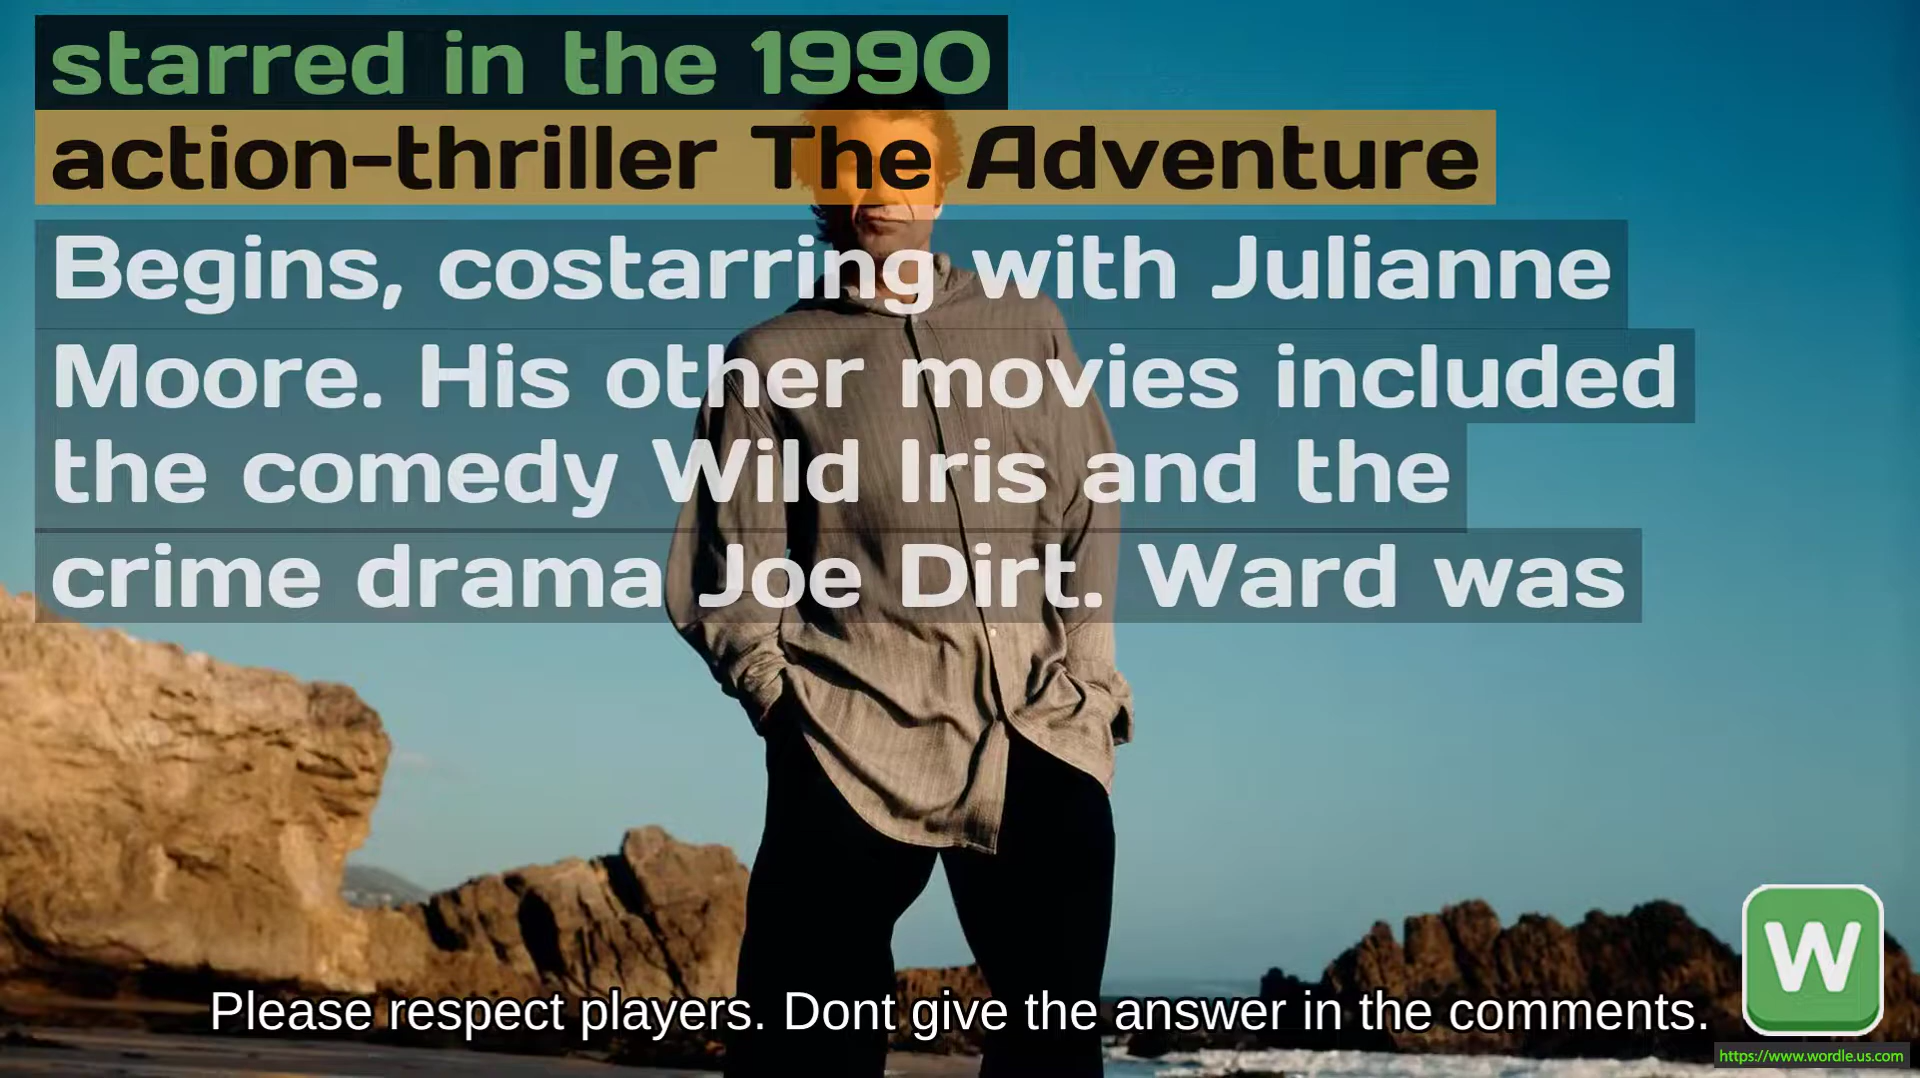 starred in the 1990
action-thriller The Adventure
Begins, costarring with Julianne
Moore. His other movies included
the comedy Wild Iris and the
crime drama Joe Dirt. Ward was
Please respect players. Dont give the answer in the comments.
W
https://www.wordle.us.com